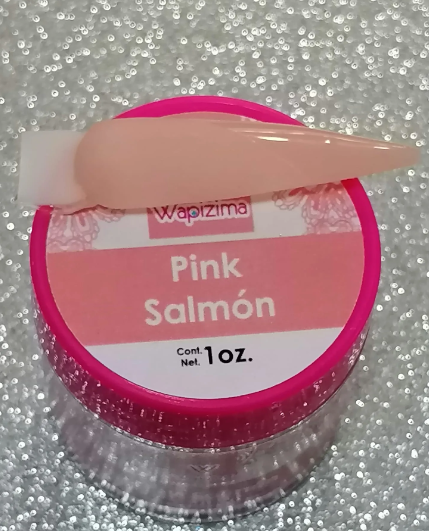 Wapizima
Pink
Salmón
Cont. 1oz.
Net.